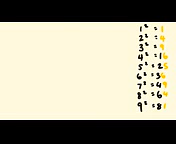 1² = 1
2² = 4
3² = 9
4² = 16
5² = 25
6² = 36
7² = 49
8² = 64
9² = 81